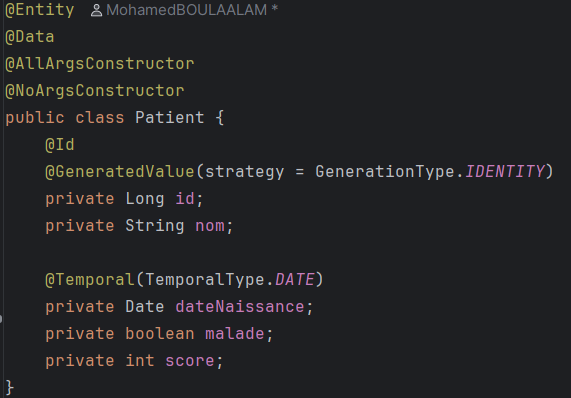 @Entity MohamedBOULAALAM *
@Data
@AllArgsConstructor
@NoArgsConstructor
public class Patient {
    @Id
    @GeneratedValue(strategy = GenerationType.IDENTITY)
    private Long id;
    private String nom;

    @Temporal(TemporalType.DATE)
    private Date dateNaissance;
    private boolean malade;
    private int score;
}